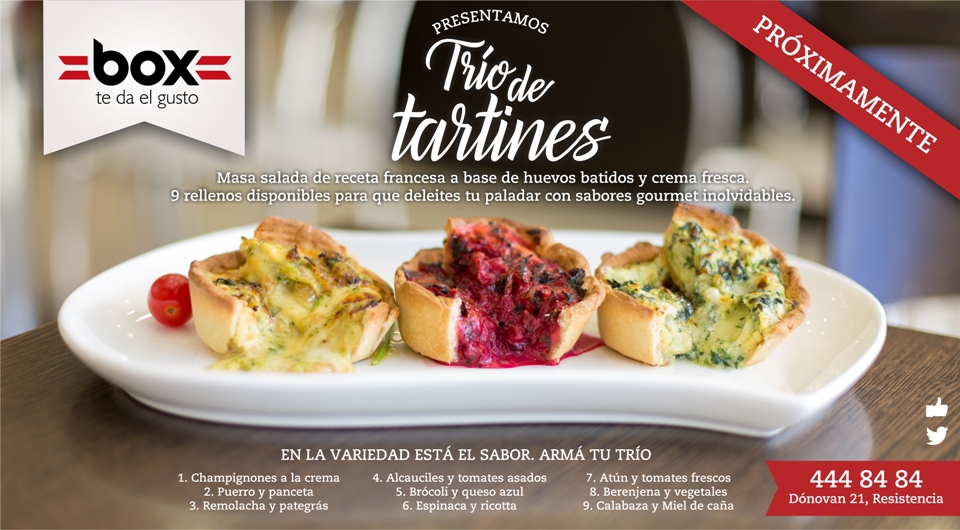 box
te da el gusto
PRESENTAMOS
Trío de
tartines
PRÓXIMAMENTE
Masa salada de receta francesa a base de huevos batidos y crema fresca.
9 rellenos disponibles para que deleites tu paladar con sabores gourmet inolvidables.
EN LA VARIEDAD ESTÁ EL SABOR. ARMÁ TU TRÍO
1. Champignones a la crema
2. Puerro y panceta
3. Remolacha y pategrás
4. Alcauciles y tomates asados
5. Brócoli y queso azul
6. Espinaca y ricotta
7. Atún y tomates frescos
8. Berenjena y vegetales
9. Calabaza y Miel de caña
444 84 84
Dónovan 21, Resistencia